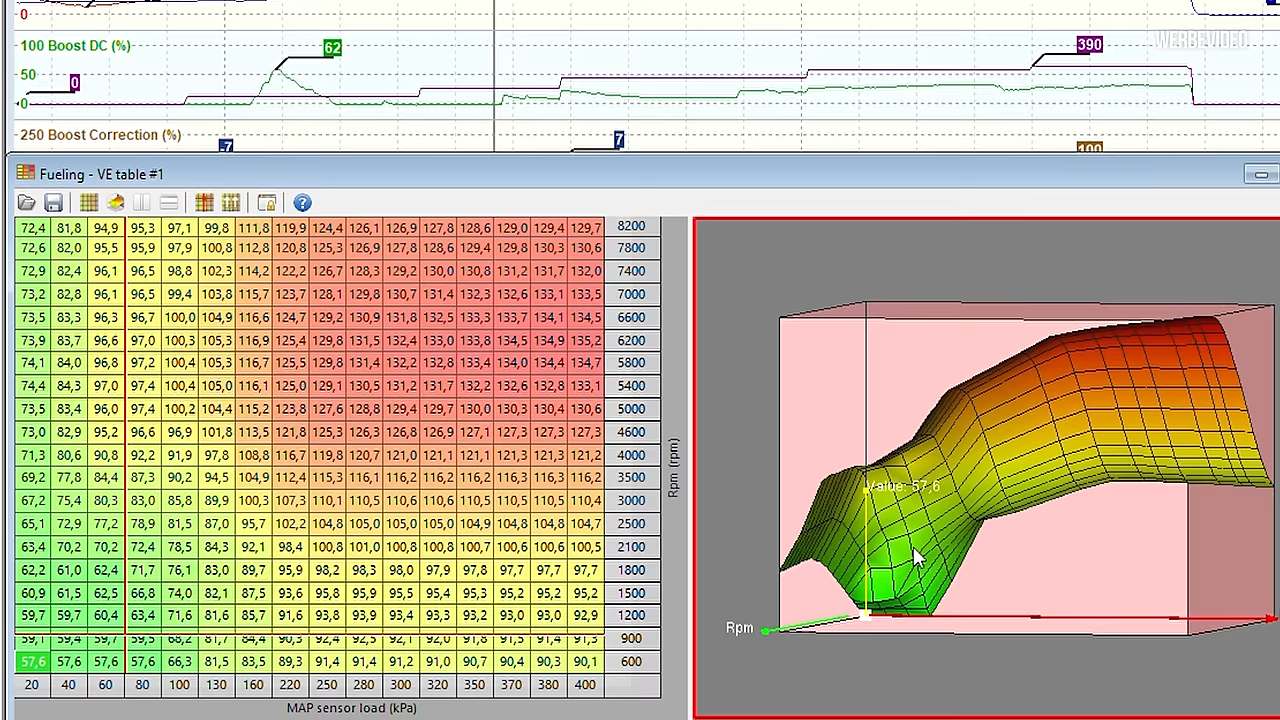 0
WERBEVIDEO
100 Boost DC (%)
62
390
50
0
0
250 Boost Correction (%)
-7
7
100
Fueling - VE table #1
72,4 81,8 94,9 95,3 97,1 99,8 111,8 119,9 124,4 126,1 126,9 127,8 128,6 129,0 129,4 129,7 8200
72,6 82,0 95,5 95,9 97,9 100,8 112,8 120,8 125,3 126,9 127,8 128,6 129,4 129,8 130,3 130,6 7800
72,9 82,4 96,1 96,5 98,8 102,3 114,2 122,2 126,7 128,3 129,2 130,0 130,8 131,2 131,7 132,0 7400
73,2 82,8 96,1 96,5 99,4 103,8 115,7 123,7 128,1 129,8 130,7 131,4 132,3 132,6 133,1 133,5 7000
73,5 83,3 96,3 96,7 100,0 104,9 116,6 124,7 129,2 130,9 131,8 132,5 133,3 133,7 134,1 134,5 6600
73,9 83,7 96,6 97,0 100,3 105,3 116,9 125,4 129,8 131,5 132,4 133,0 133,8 134,5 134,9 135,2 6200
74,1 84,0 96,8 97,2 100,4 105,3 116,7 125,5 129,8 131,4 132,2 132,8 133,4 134,0 134,4 134,7 5800
74,4 84,3 97,0 97,4 100,4 105,0 116,1 125,0 129,1 130,5 131,2 131,7 132,2 132,6 132,8 133,1 5400
73,5 83,4 96,0 97,4 100,2 104,4 115,2 123,8 127,6 128,8 129,4 129,7 130,0 130,3 130,4 130,6 5000
73,0 82,9 95,2 96,6 96,9 101,8 113,5 121,8 125,3 126,3 126,8 126,9 127,1 127,3 127,3 127,3 4600
71,3 80,6 90,8 92,2 91,9 97,8 108,8 116,7 119,8 120,7 121,0 121,1 121,1 121,3 121,3 121,2 4000
69,2 77,8 84,4 87,3 90,2 94,5 104,9 112,4 115,3 116,1 116,2 116,2 116,2 116,3 116,3 116,2 3500
67,2 75,4 80,3 83,0 85,9 90,7 100,3 107,3 110,1 110,5 110,6 110,6 110,5 110,5 110,5 110,4 3000
65,1 72,9 77,2 78,9 81,5 87,0 95,7 102,2 104,8 105,0 105,0 105,0 104,9 104,8 104,8 104,7 2500
63,4 70,2 70,2 72,4 78,5 84,3 92,1 98,4 100,8 101,0 100,8 100,8 100,7 100,6 100,6 100,5 2100
62,2 61,0 62,4 71,7 76,1 83,0 89,7 95,9 98,2 98,3 98,0 97,9 97,8 97,7 97,7 97,7 1800
60,9 61,5 62,5 66,8 74,0 82,1 87,5 93,6 95,8 95,9 95,5 95,4 95,3 95,2 95,2 95,2 1500
59,7 59,7 60,4 63,4 71,6 81,6 85,7 91,6 93,8 93,9 93,4 93,3 93,2 93,0 93,0 92,9 1200
59,1 59,4 59,7 59,5 68,2 81,7 84,4 90,3 92,4 92,5 92,1 92,0 91,8 91,5 91,4 91,3 900
57,6 57,6 57,6 57,6 66,3 81,5 83,5 89,3 91,4 91,4 91,2 91,0 90,7 90,4 90,3 90,1 600
20 40 60 80 100 130 160 220 250 280 300 320 350 370 380 400
MAP sensor load (kPa)
Rpm (rpm)
Value: 57,6
Rpm